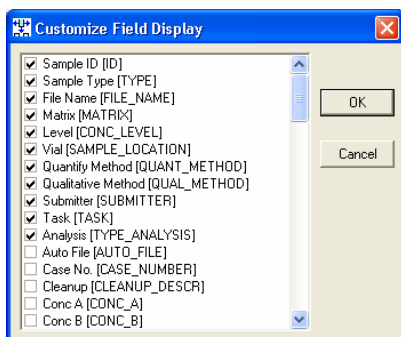 Customize Field Display
Sample ID [ID]
Sample Type [TYPE]
File Name [FILE_NAME]
Matrix [MATRIX]
Level [CONC_LEVEL]
Vial [SAMPLE_LOCATION]
Quantify Method [QUANT_METHOD]
Qualitative Method [QUAL_METHOD]
Submitter [SUBMITTER]
Task [TASK]
Analysis [TYPE_ANALYSIS]
Auto File [AUTO_FILE]
Case No. [CASE_NUMBER]
Cleanup [CLEANUP_DESCR]
Conc A [CONC_A]
Conc B [CONC_B]
OK
Cancel